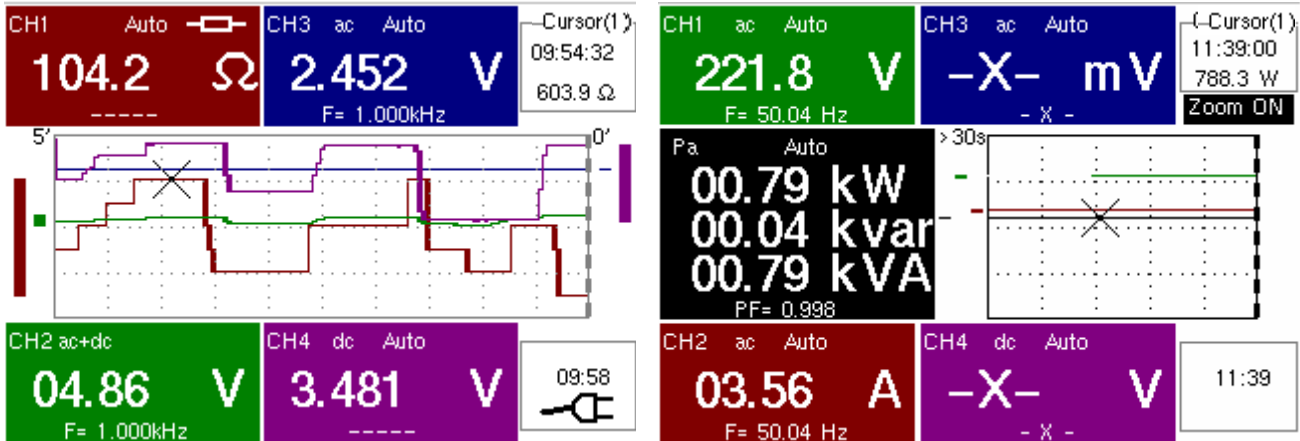 CH1 Auto
104.2 Ω
-----
CH3 ac Auto
2.452 V
F= 1.000kHz
Cursor(1)
09:54:32
603.9 Ω
5' 0'
CH2 ac+dc
04.86 V
F= 1.000kHz
CH4 dc Auto
3.481 V
-----
09:58
CH1 ac Auto
221.8 V
F= 50.04 Hz
CH3 ac Auto
-X- mV
- X -
(-Cursor(1)
11:39:00
788.3 W
Zoom ON
Pa Auto
00.79 kW
00.04 kvar
00.79 kVA
PF= 0.998
>30s
CH2 ac Auto
03.56 A
F= 50.04 Hz
CH4 dc Auto
-X- V
- X -
11:39